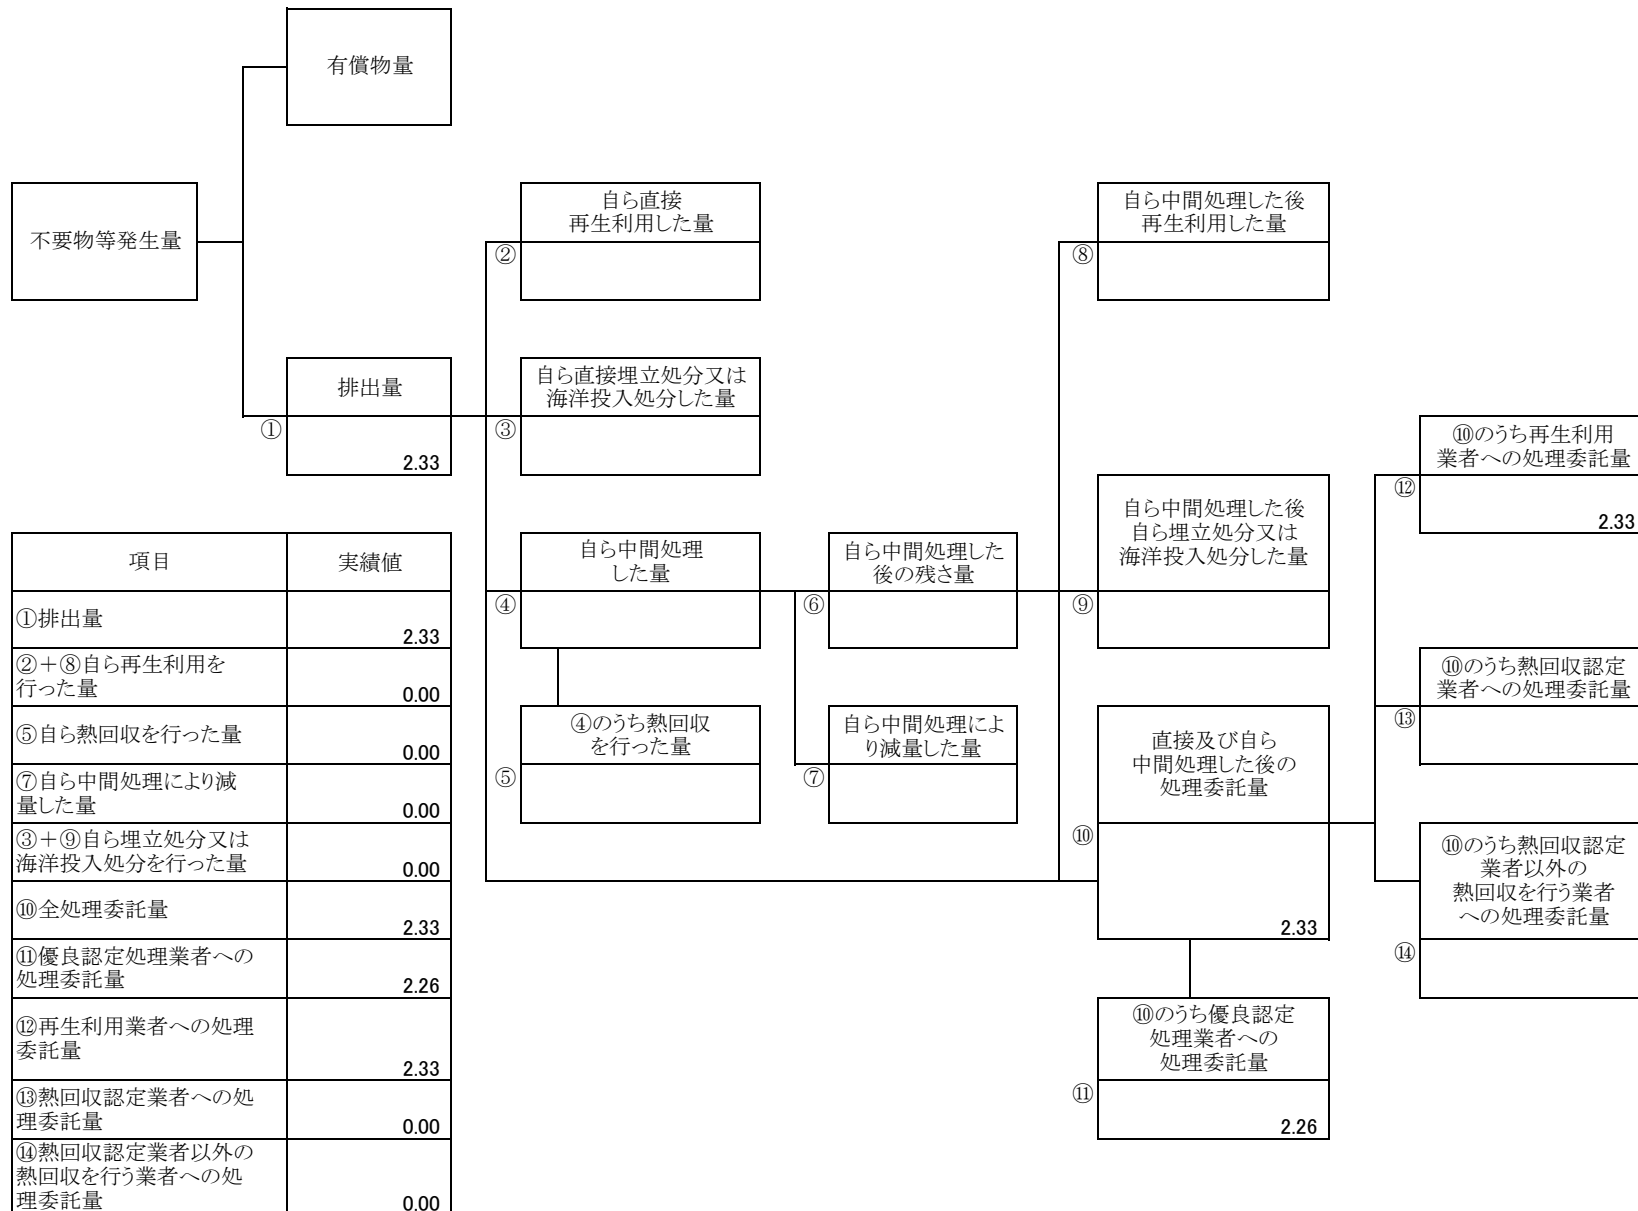 有償物量
不要物等発生量
自ら直接
再生利用した量
②
自ら中間処理した後
再生利用した量
⑧
排出量
①
2.33
自ら直接埋立処分又は
海洋投入処分した量
③
⑩のうち再生利用
業者への処理委託量
⑫
2.33
自ら中間処理した後
自ら埋立処分又は
海洋投入処分した量
⑨
自ら中間処理
した量
④
自ら中間処理した
後の残さ量
⑥
④のうち熱回収
を行った量
⑤
自ら中間処理によ
り減量した量
⑦
直接及び自ら
中間処理した後の
処理委託量
⑩
2.33
⑩のうち熱回収認定
業者への処理委託量
⑬
⑩のうち熱回収認定
業者以外の
熱回収を行う業者
への処理委託量
⑭
⑩のうち優良認定
処理業者への
処理委託量
⑪
2.26
項目 実績値
①排出量
2.33
②＋⑧自ら再生利用を
行った量
0.00
⑤自ら熱回収を行った量
0.00
⑦自ら中間処理により減
量した量
0.00
③＋⑨自ら埋立処分又は
海洋投入処分を行った量
0.00
⑩全処理委託量
2.33
⑪優良認定処理業者への
処理委託量
2.26
⑫再生利用業者への処理
委託量
2.33
⑬熱回収認定業者への処
理委託量
0.00
⑭熱回収認定業者以外の
熱回収を行う業者への処
理委託量
0.00